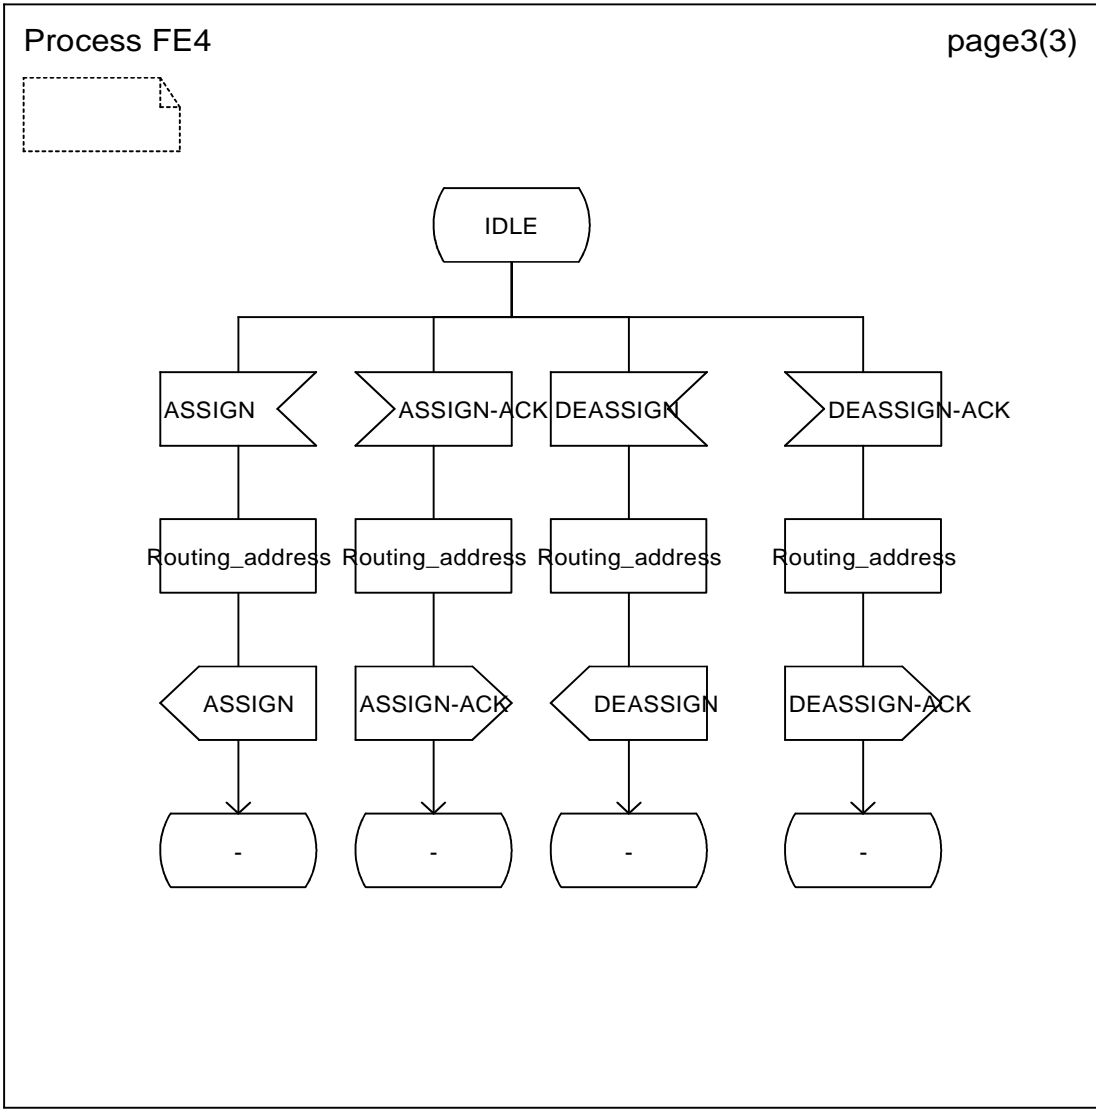 Process FE4
page3(3)
IDLE
ASSIGN
ASSIGN-ACK
DEASSIGN
DEASSIGN-ACK
Routing_address
Routing_address
Routing_address
Routing_address
ASSIGN
ASSIGN-ACK
DEASSIGN
DEASSIGN-ACK
-
-
-
-